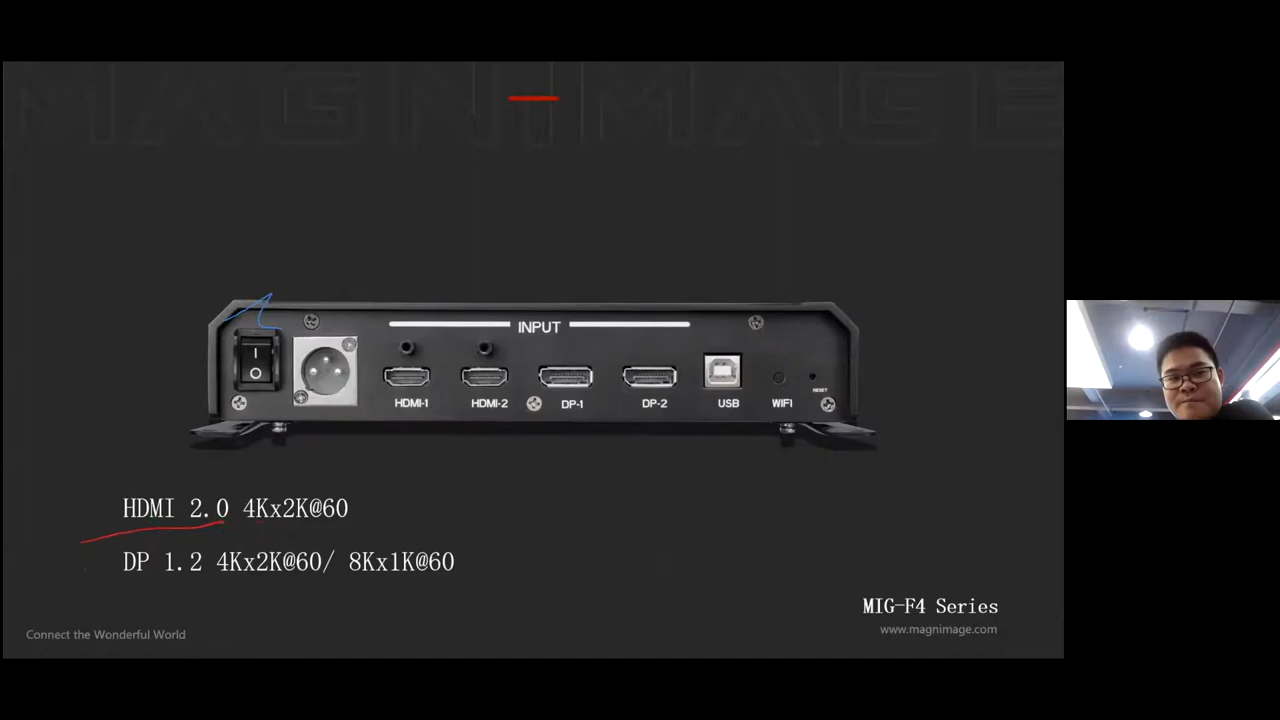 MAGNIMAGE
INPUT
HDMI-1 HDMI-2 DP-1 DP-2 USB WIFI RESET
HDMI 2.0 4Kx2K@60
DP 1.2 4Kx2K@60/ 8Kx1K@60
MIG-F4 Series
Connect the Wonderful World
www.magnimage.com